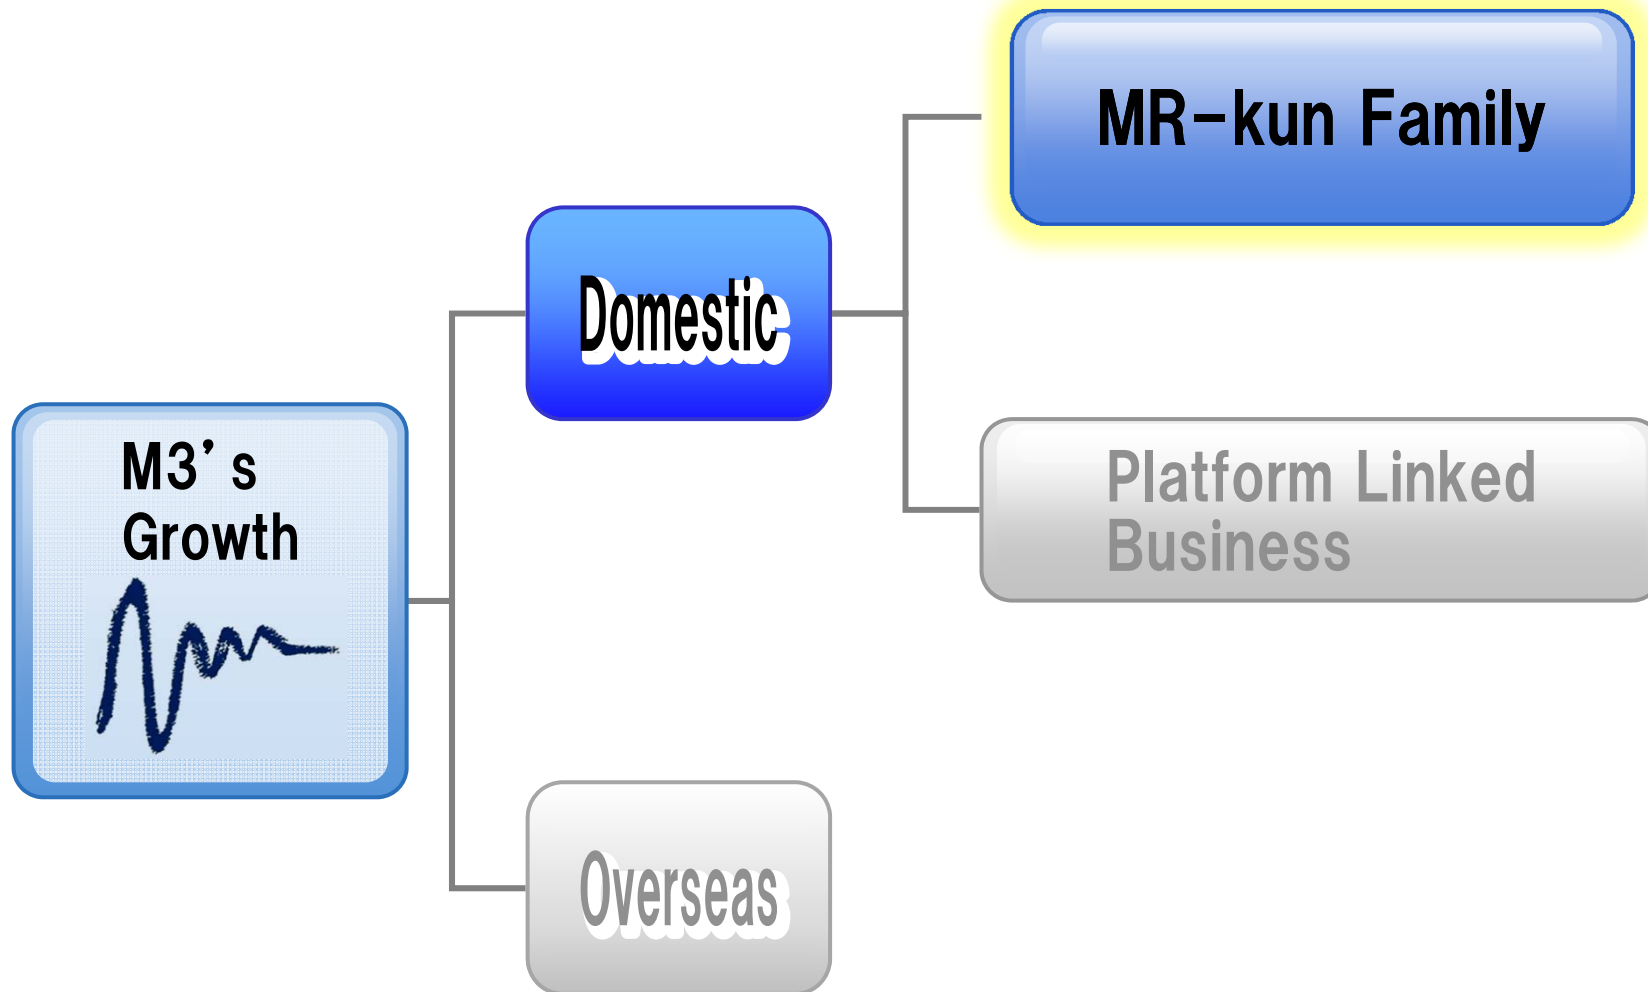 MR-kun Family
Domestic
M3's
Growth
Platform Linked
Business
Overseas